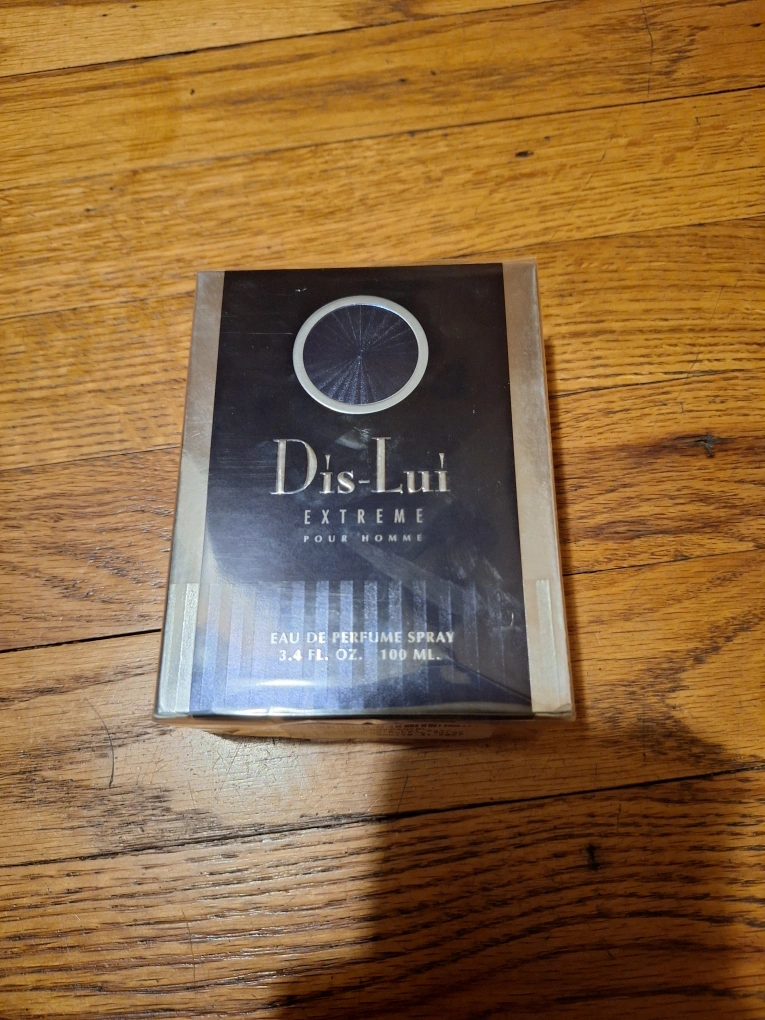 Dis-Lui
EXTREME
POUR HOMME
EAU DE PERFUME SPRAY
3.4 FL. OZ. 100 ML.